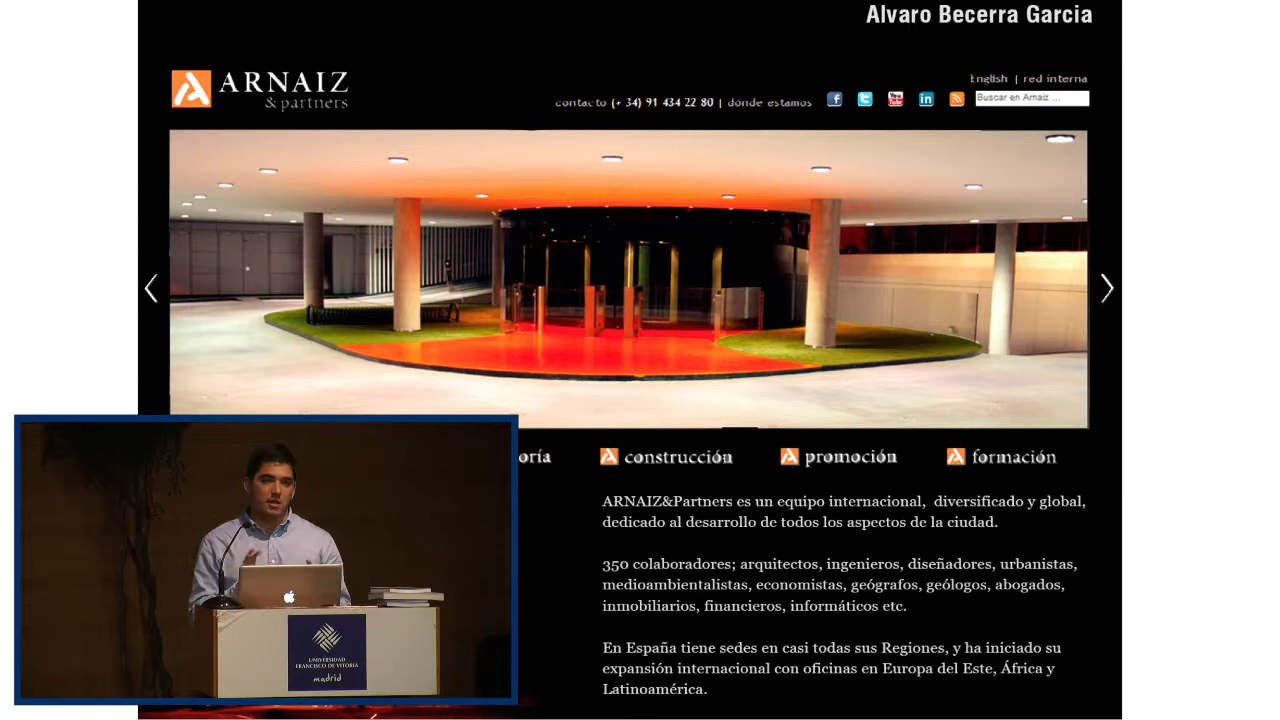 Alvaro Becerra Garcia
ARNAIZ
& partners
English | red interna
contacto (+ 34) 91 434 22 80 | dónde estamos
You
Tube
Buscar en Arnaiz ...
oría
construcción
promoción
formación
ARNAIZ&Partners es un equipo internacional, diversificado y global,
dedicado al desarrollo de todos los aspectos de la ciudad.
350 colaboradores; arquitectos, ingenieros, diseñadores, urbanistas,
medioambientalistas, economistas, geógrafos, geólogos, abogados,
inmobiliarios, financieros, informáticos etc.
En España tiene sedes en casi todas sus Regiones, y ha iniciado su
expansión internacional con oficinas en Europa del Este, África y
Latinoamérica.
UNIVERSIDAD
FRANCISCO DE VITORIA
madrid